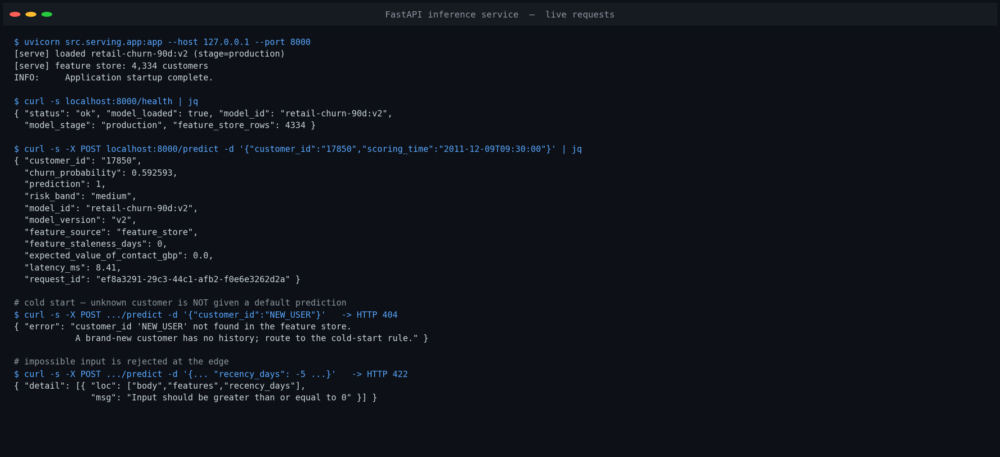 FastAPI inference service — live requests
$ uvicorn src.serving.app:app --host 127.0.0.1 --port 8000
[serve] loaded retail-churn-90d:v2 (stage=production)
[serve] feature store: 4,334 customers
INFO:     Application startup complete.
$ curl -s localhost:8000/health | jq
{ "status": "ok", "model_loaded": true, "model_id": "retail-churn-90d:v2",
  "model_stage": "production", "feature_store_rows": 4334 }
$ curl -s -X POST localhost:8000/predict -d '{"customer_id":"17850","scoring_time":"2011-12-09T09:30:00"}' | jq
{ "customer_id": "17850",
  "churn_probability": 0.592593,
  "prediction": 1,
  "risk_band": "medium",
  "model_id": "retail-churn-90d:v2",
  "model_version": "v2",
  "feature_source": "feature_store",
  "feature_staleness_days": 0,
  "expected_value_of_contact_gbp": 0.0,
  "latency_ms": 8.41,
  "request_id": "ef8a3291-29c3-44c1-afb2-f0e6e3262d2a" }
# cold start — unknown customer is NOT given a default prediction
$ curl -s -X POST .../predict -d '{"customer_id":"NEW_USER"}'   -> HTTP 404
{ "error": "customer_id 'NEW_USER' not found in the feature store.
            A brand-new customer has no history; route to the cold-start rule." }
# impossible input is rejected at the edge
$ curl -s -X POST .../predict -d '{... "recency_days": -5 ...}'   -> HTTP 422
{ "detail": [{ "loc": ["body","features","recency_days"],
               "msg": "Input should be greater than or equal to 0" }] }